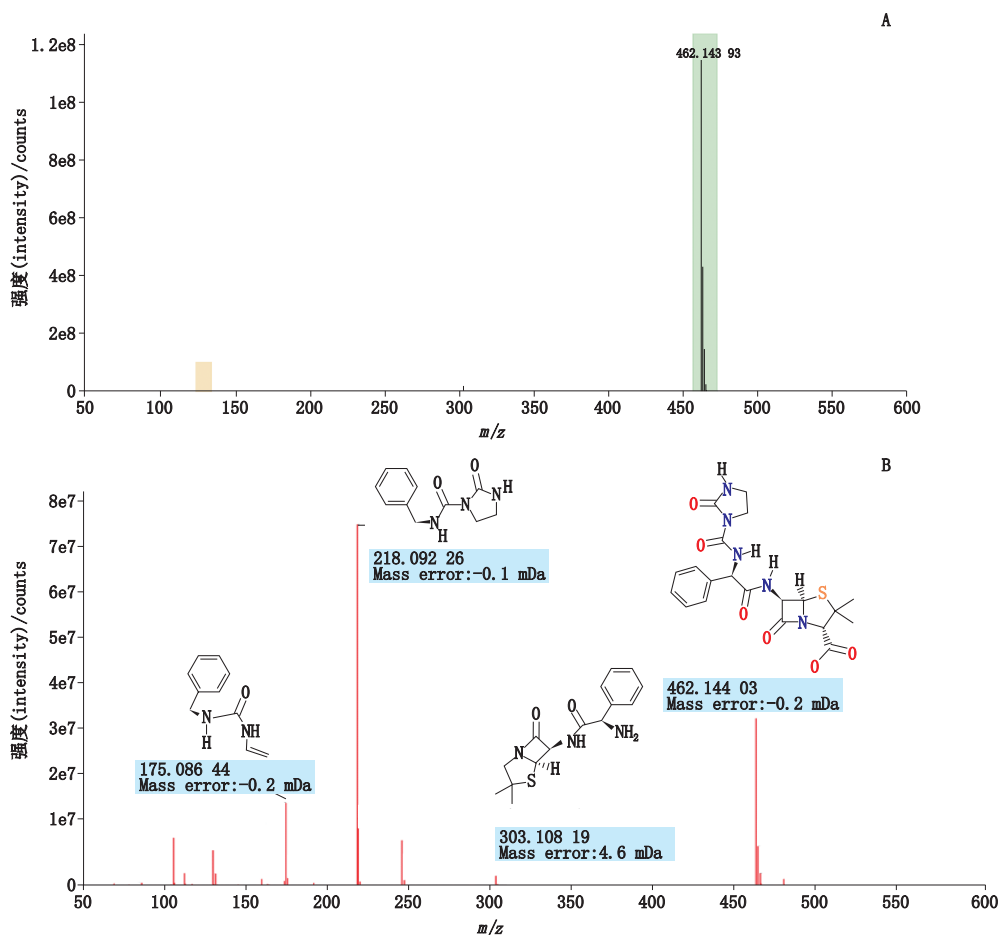 A
462.143 93
强度(intensity)/counts
1.2e8
1e8
8e8
6e8
4e8
2e8
0
50 100 150 200 250 300 350 400 450 500 550 600
m/z
B
强度(intensity)/counts
8e7
7e7
6e7
5e7
4e7
3e7
2e7
1e7
0
O
O
N
N
H
N
H
218.092 26
Mass error:-0.1 mDa
H
N
O
N
O
N
H
H
N
H
S
O
N
O
O
O
462.144 03
Mass error:-0.2 mDa
O
N
H
NH
175.086 44
Mass error:-0.2 mDa
O
O
N
NH
NH₂
H
S
303.108 19
Mass error:4.6 mDa
50 100 150 200 250 300 350 400 450 500 550 600
m/z